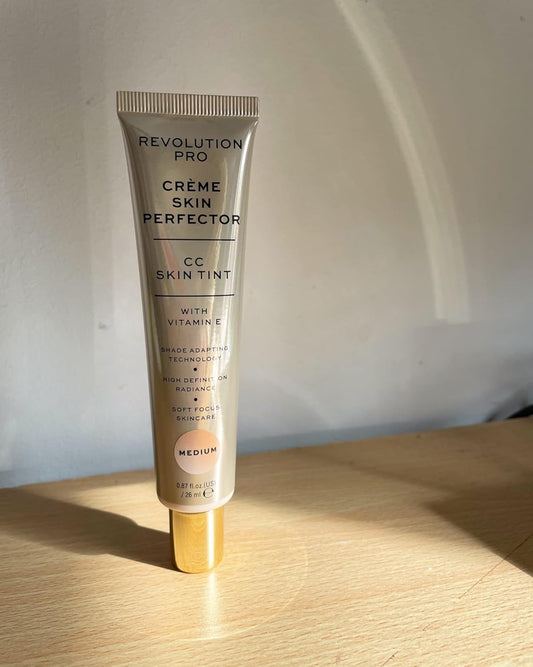 REVOLUTION
PRO
CRÈME
SKIN
PERFECTOR
CC
SKIN TINT
WITH
VITAMIN E
SHADE ADAPTING
TECHNOLOGY
•
HIGH DEFINITION
RADIANCE
•
SOFT FOCUS
SKINCARE
MEDIUM
0.87 fl.oz.(US)
/ 26 ml ℮